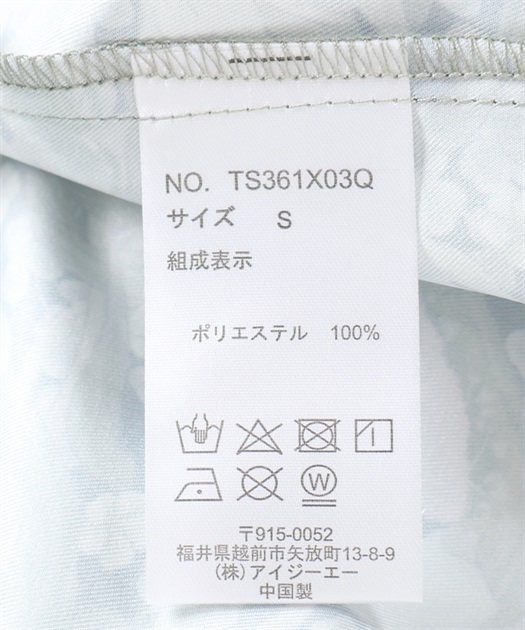 NO. TS361X03Q
サイズ S
組成表示
ポリエステル 100%
W
〒915-0052
福井県越前市矢放町13-8-9
(株)アイジーエー
中国製